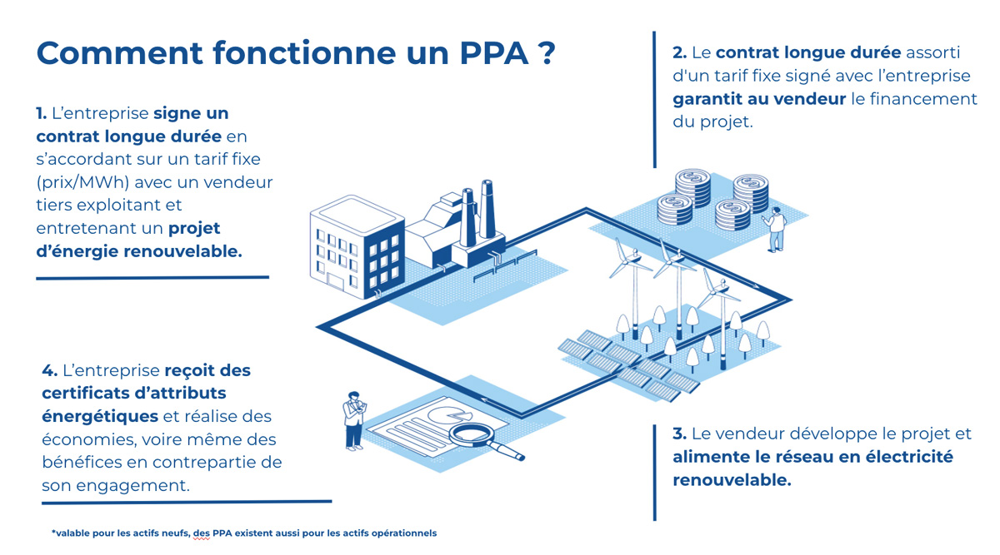 Comment fonctionne un PPA ?
1. L’entreprise signe un
contrat longue durée en
s’accordant sur un tarif fixe
(prix/MWh) avec un vendeur
tiers exploitant et
entretenant un projet
d’énergie renouvelable.
2. Le contrat longue durée assorti
d'un tarif fixe signé avec l’entreprise
garantit au vendeur le financement
du projet.
3. Le vendeur développe le projet et
alimente le réseau en électricité
renouvelable.
4. L’entreprise reçoit des
certificats d’attributs
énergétiques et réalise des
économies, voire même des
bénéfices en contrepartie de
son engagement.
*valable pour les actifs neufs, des PPA existent aussi pour les actifs opérationnels